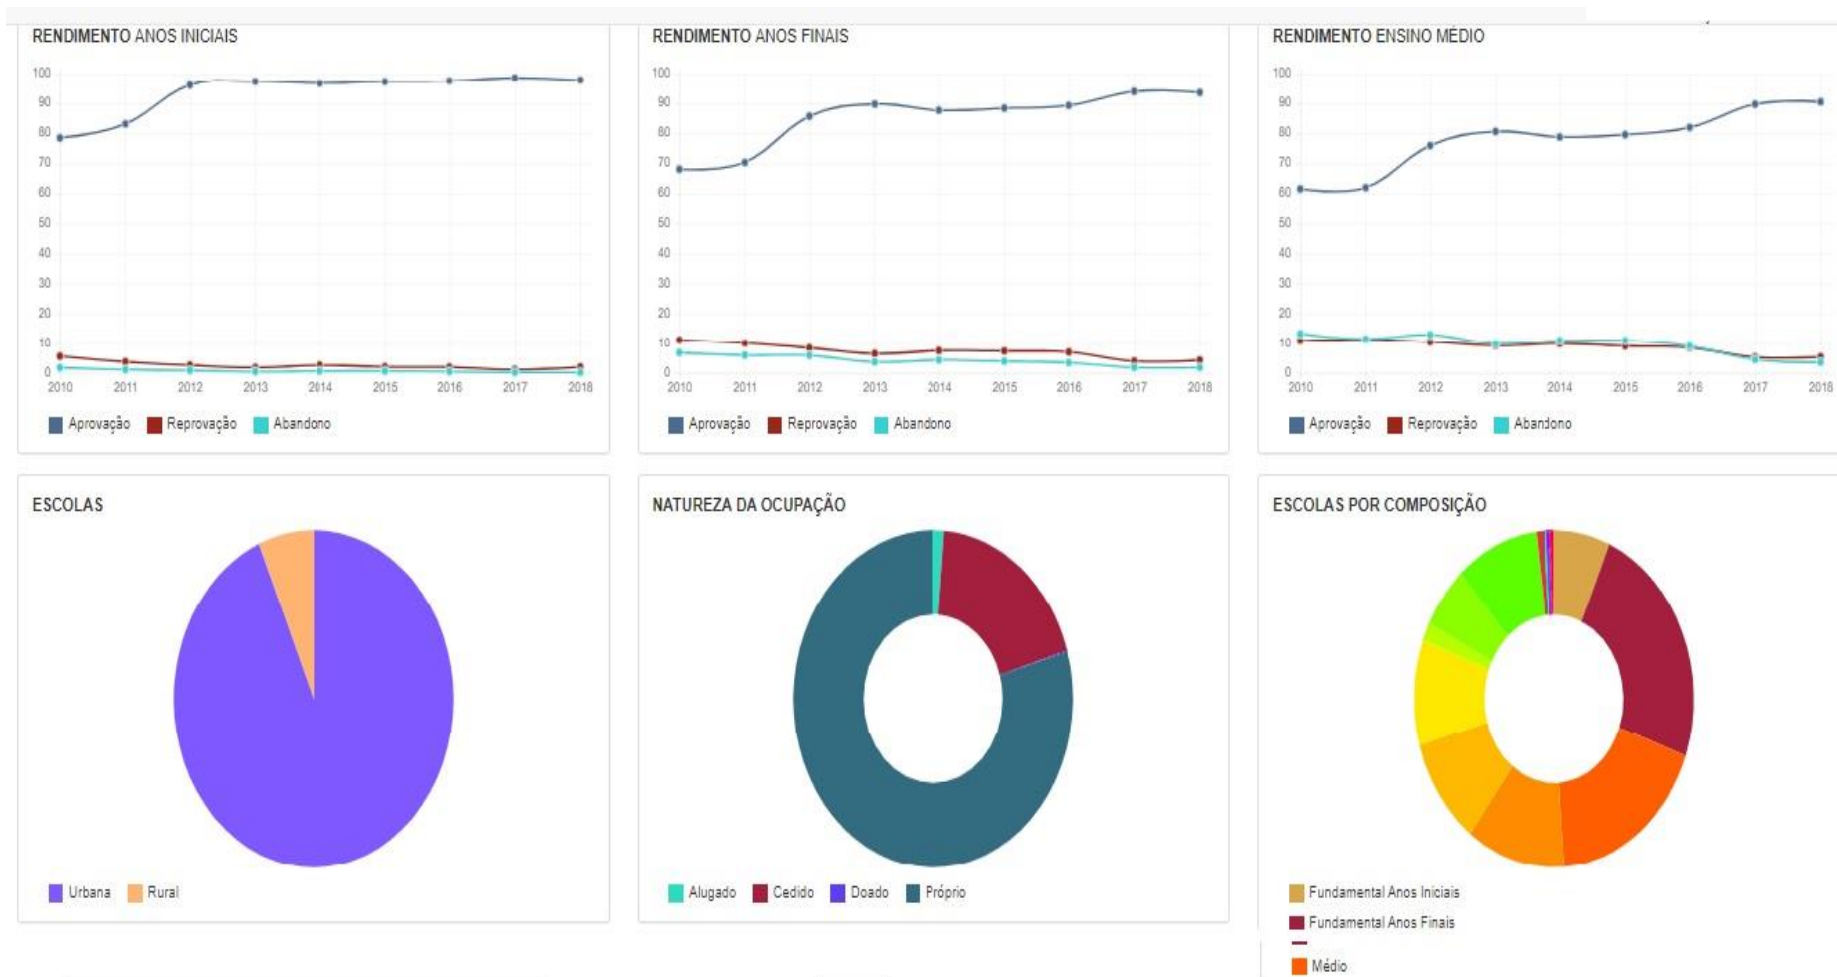 RENDIMENTO ANOS INICIAIS
100
90
80
70
60
50
40
30
20
10
0
2010 2011 2012 2013 2014 2015 2016 2017 2018
Aprovação Reprovação Abandono
RENDIMENTO ANOS FINAIS
100
90
80
70
60
50
40
30
20
10
0
2010 2011 2012 2013 2014 2015 2016 2017 2018
Aprovação Reprovação Abandono
RENDIMENTO ENSINO MÉDIO
100
90
80
70
60
50
40
30
20
10
0
2010 2011 2012 2013 2014 2015 2016 2017 2018
Aprovação Reprovação Abandono
ESCOLAS
Urbana Rural
NATUREZA DA OCUPAÇÃO
Alugado Cedido Doado Próprio
ESCOLAS POR COMPOSIÇÃO
Fundamental Anos Iniciais
Fundamental Anos Finais
Médio